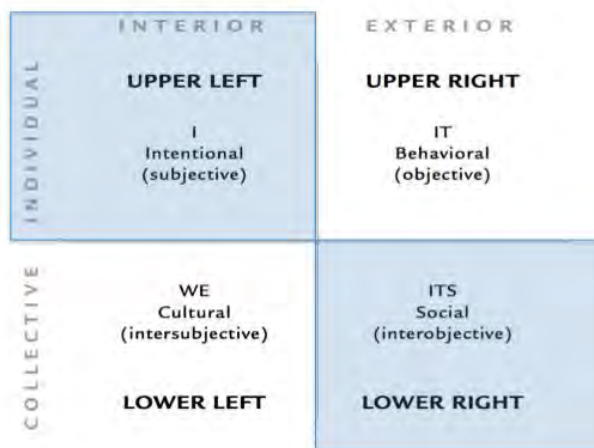 INTERIOR EXTERIOR
INDIVIDUAL
UPPER LEFT
I
Intentional
(subjective)
UPPER RIGHT
IT
Behavioral
(objective)
COLLECTIVE
WE
Cultural
(intersubjective)
LOWER LEFT
ITS
Social
(interobjective)
LOWER RIGHT